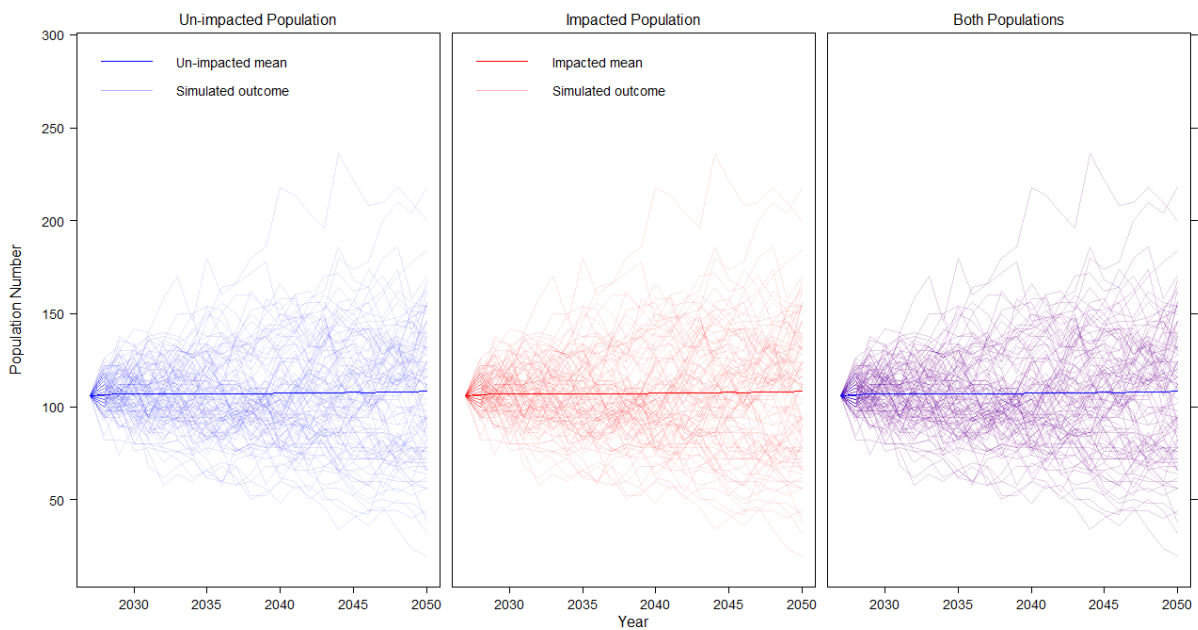 Un-impacted Population
Impacted Population
Both Populations
Un-impacted mean
Simulated outcome
Impacted mean
Simulated outcome
Population Number
300
250
200
150
100
50
2030 2035 2040 2045 2050
2030 2035 2040 2045 2050
2030 2035 2040 2045 2050
Year